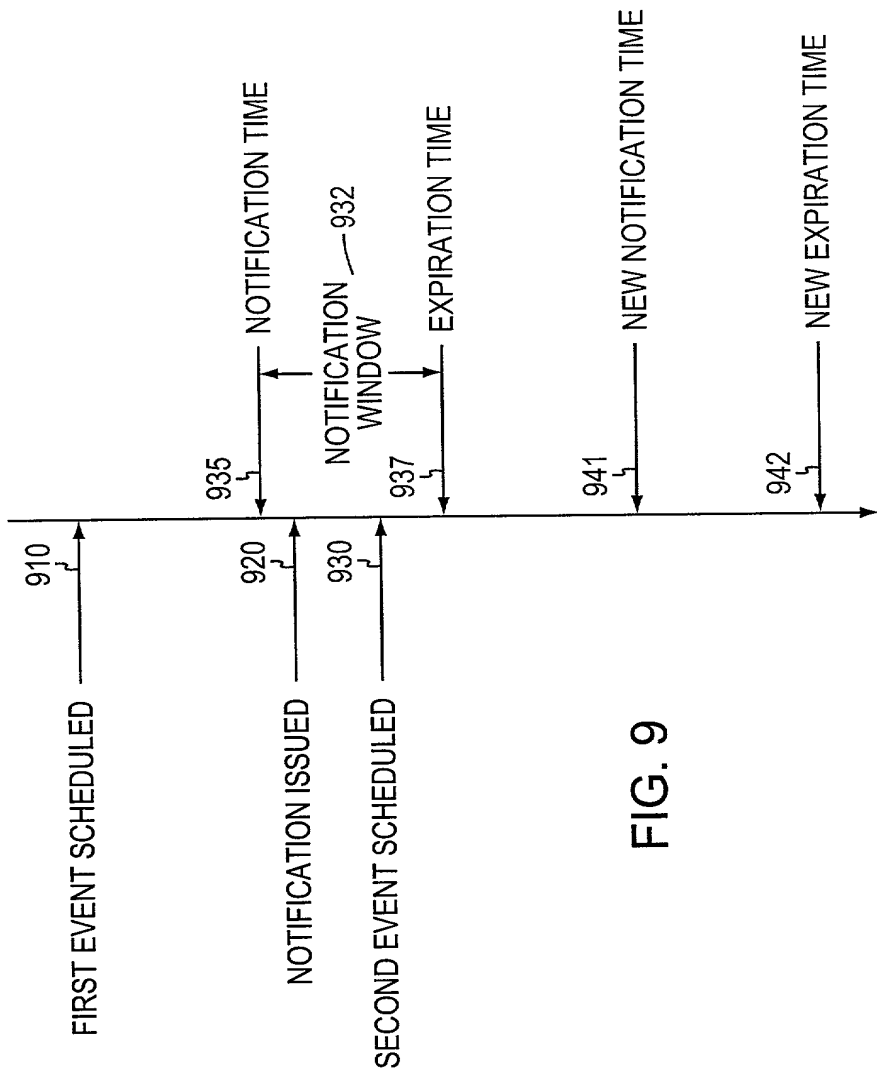 FIRST EVENT SCHEDULED
910
NOTIFICATION ISSUED
920
SECOND EVENT SCHEDULED
930
935
NOTIFICATION TIME
NOTIFICATION
WINDOW
932
937
EXPIRATION TIME
941
NEW NOTIFICATION TIME
942
NEW EXPIRATION TIME
FIG. 9